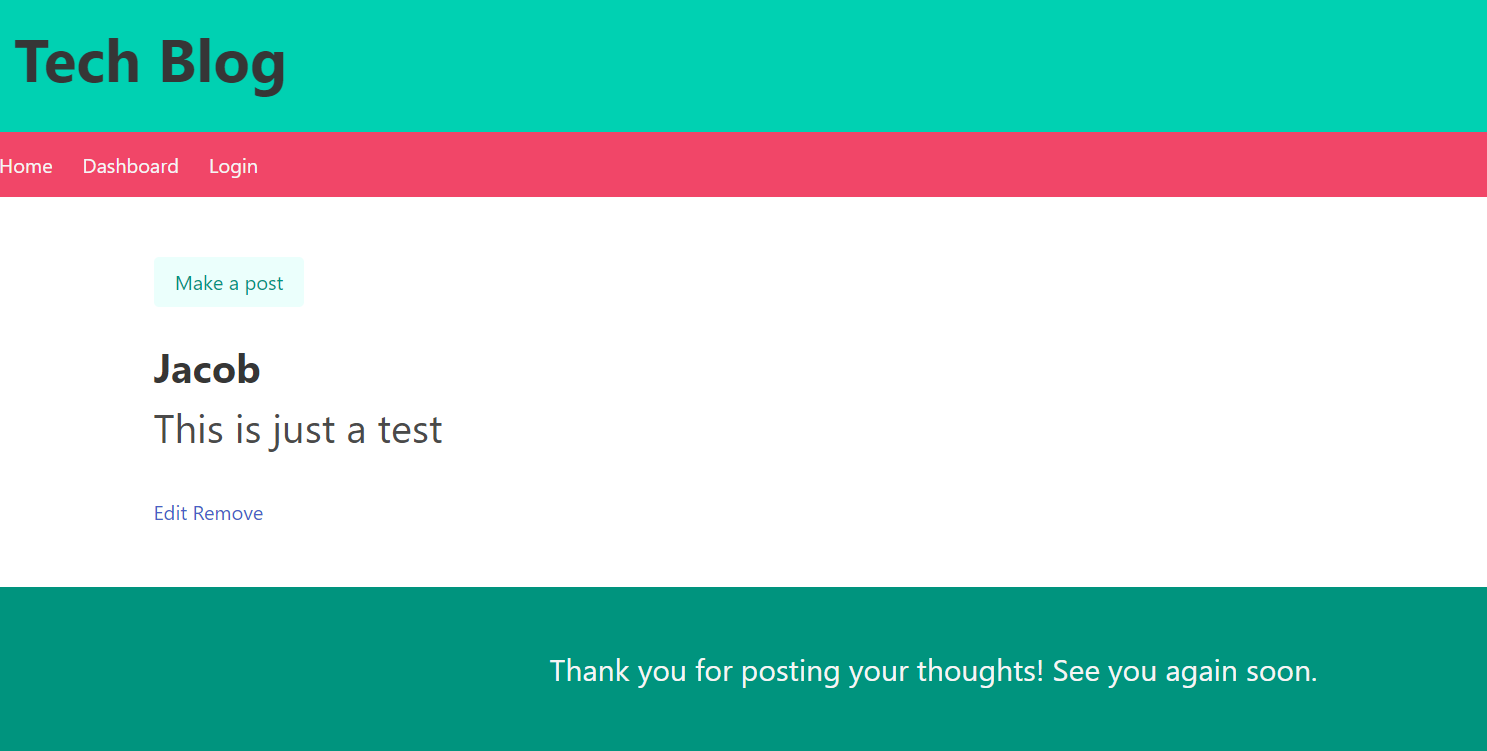 Tech Blog
Home Dashboard Login
Make a post
Jacob
This is just a test
Edit Remove
Thank you for posting your thoughts! See you again soon.